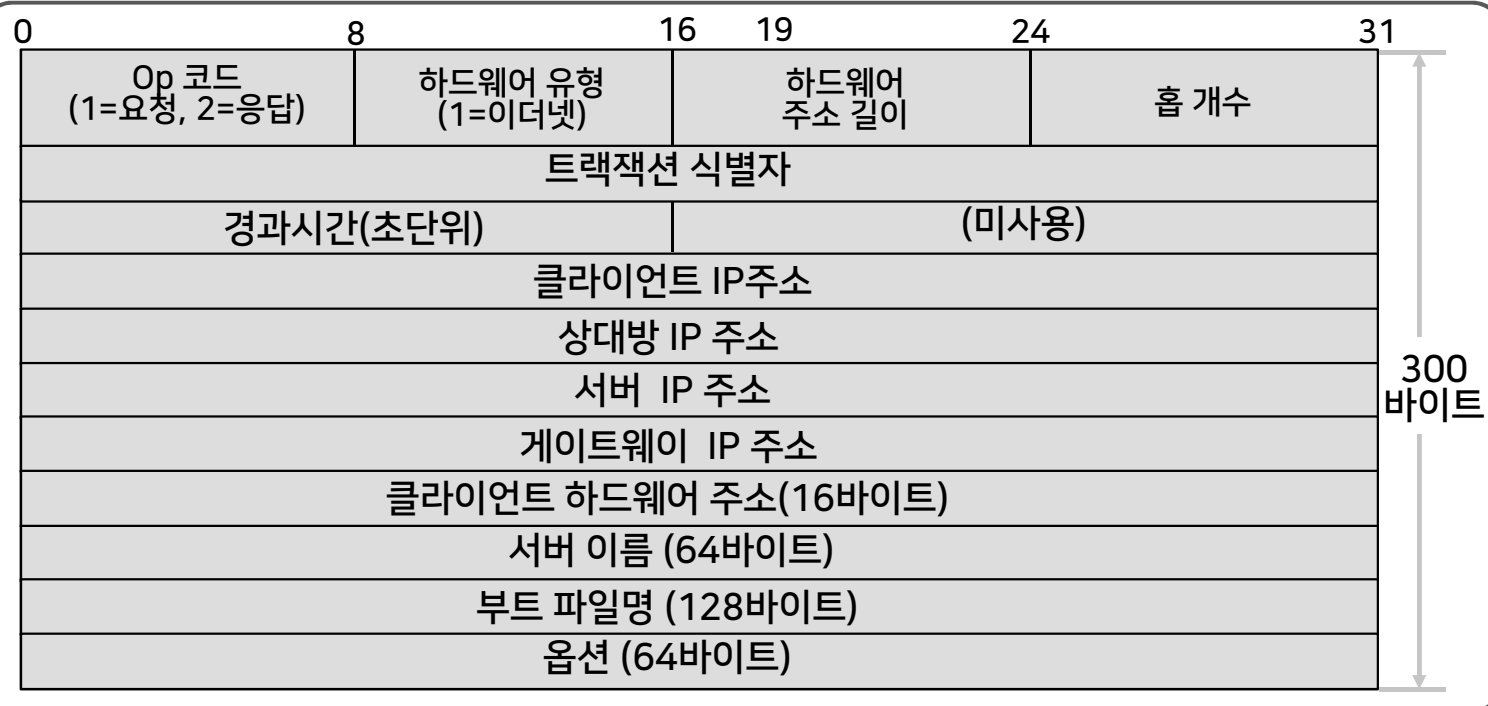 0 8 16 19 24 31
Op 코드
(1=요청, 2=응답)
하드웨어 유형
(1=이더넷)
하드웨어
주소 길이
홉 개수
트랙잭션 식별자
경과시간(초단위)
(미사용)
클라이언트 IP주소
상대방 IP 주소
서버 IP 주소
게이트웨이 IP 주소
클라이언트 하드웨어 주소(16바이트)
서버 이름 (64바이트)
부트 파일명 (128바이트)
옵션 (64바이트)
300
바이트